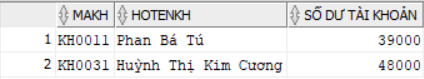 MAKH HOTENKH SỐ DƯ TÀI KHOẢN
1 KH0011 Phan Bá Tú 39000
2 KH0031 Huỳnh Thị Kim Cương 48000